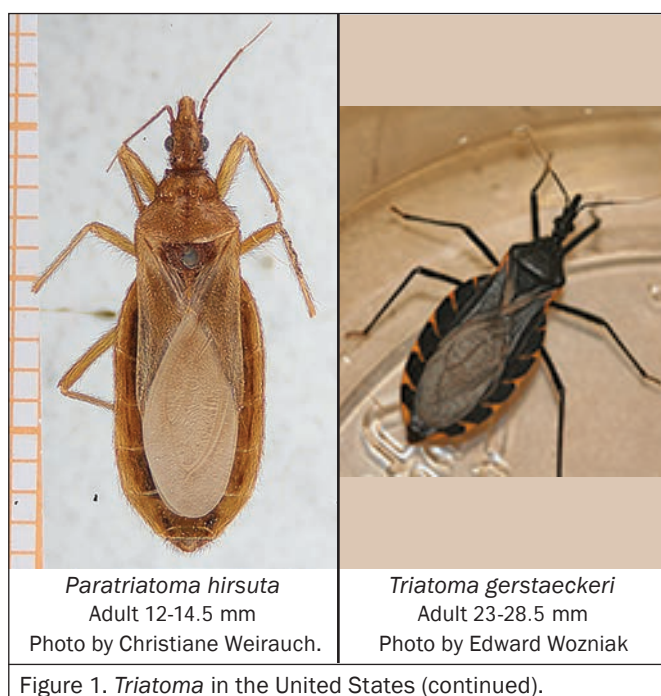 Paratriatoma hirsuta
Adult 12-14.5 mm
Photo by Christiane Weirauch.
Triatoma gerstaeckeri
Adult 23-28.5 mm
Photo by Edward Wozniak
Figure 1. Triatoma in the United States (continued).